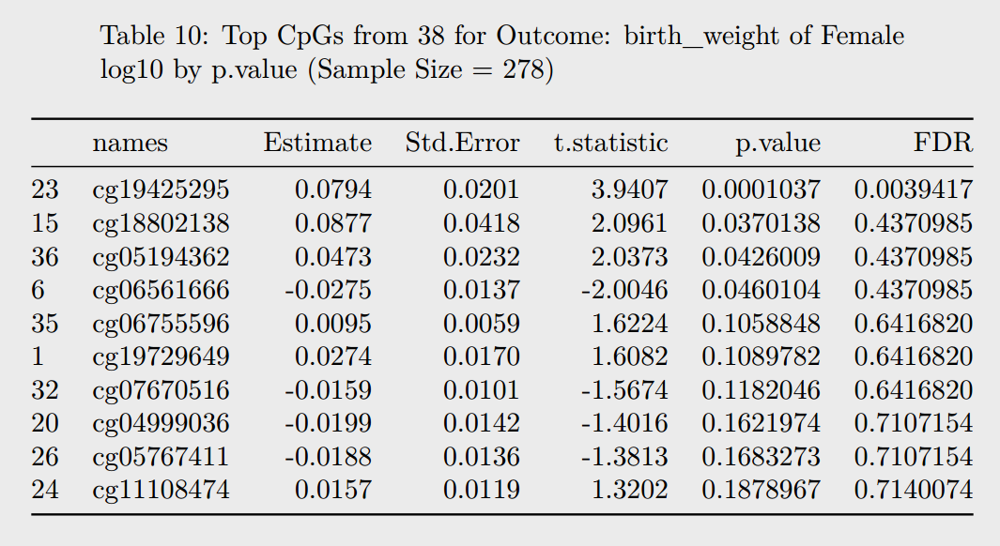 Table 10: Top CpGs from 38 for Outcome: birth_weight of Female
log10 by p.value (Sample Size = 278)
names Estimate Std.Error t.statistic p.value FDR
23 cg19425295 0.0794 0.0201 3.9407 0.0001037 0.0039417
15 cg18802138 0.0877 0.0418 2.0961 0.0370138 0.4370985
36 cg05194362 0.0473 0.0232 2.0373 0.0426009 0.4370985
6 cg06561666 -0.0275 0.0137 -2.0046 0.0460104 0.4370985
35 cg06755596 0.0095 0.0059 1.6224 0.1058848 0.6416820
1 cg19729649 0.0274 0.0170 1.6082 0.1089782 0.6416820
32 cg07670516 -0.0159 0.0101 -1.5674 0.1182046 0.6416820
20 cg04999036 -0.0199 0.0142 -1.4016 0.1621974 0.7107154
26 cg05767411 -0.0188 0.0136 -1.3813 0.1683273 0.7107154
24 cg11108474 0.0157 0.0119 1.3202 0.1878967 0.7140074